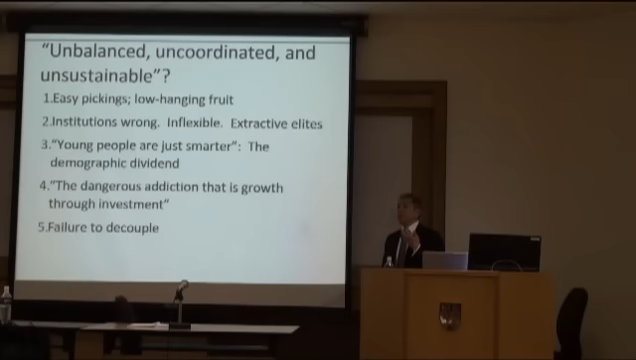 “Unbalanced, uncoordinated, and
unsustainable”?
1.Easy pickings; low-hanging fruit
2.Institutions wrong.  Inflexible.  Extractive elites
3.“Young people are just smarter”:  The
demographic dividend
4.“The dangerous addiction that is growth
through investment”
5.Failure to decouple